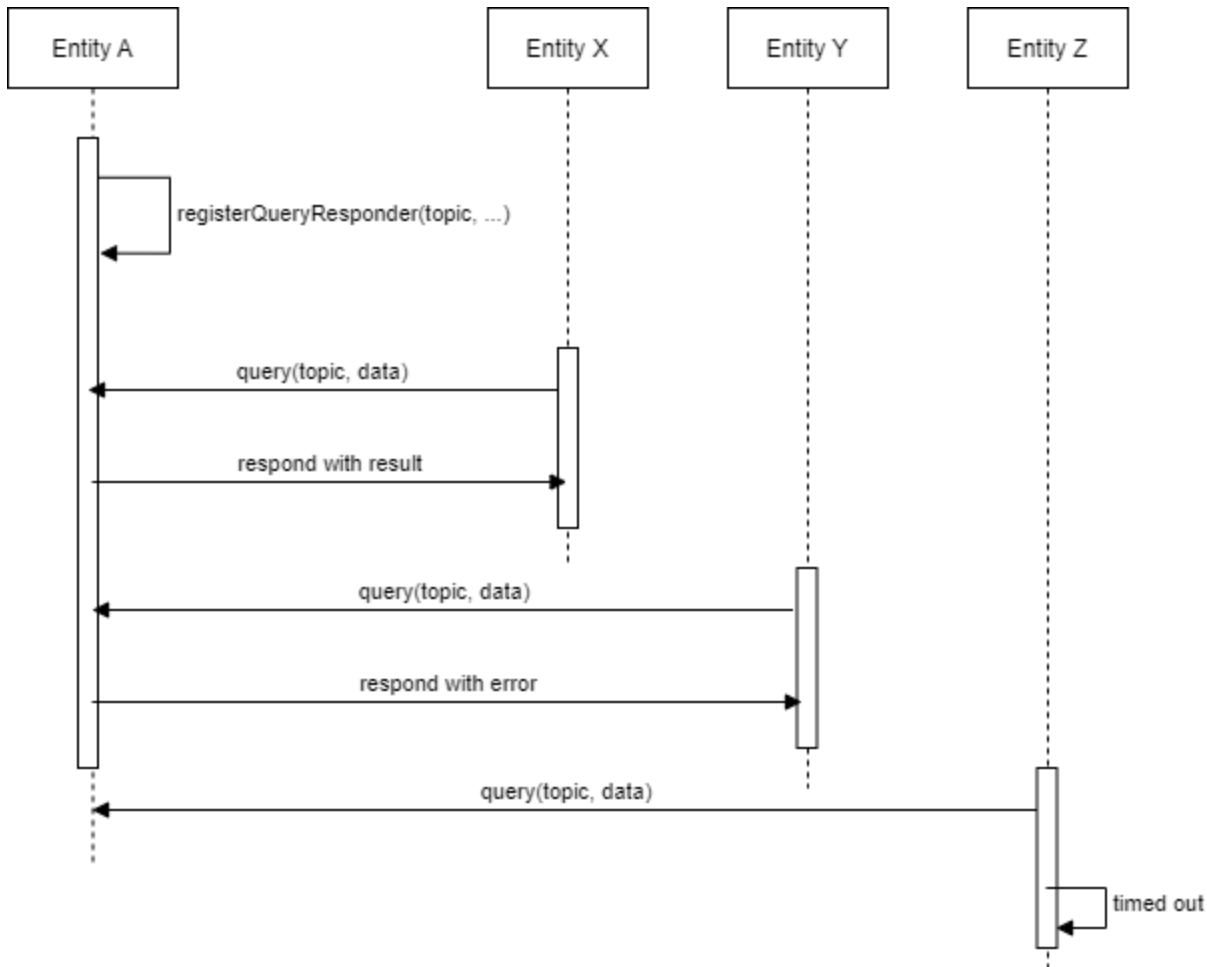 Entity A
Entity X
Entity Y
Entity Z
registerQueryResponder(topic, ...)
query(topic, data)
respond with result
query(topic, data)
respond with error
query(topic, data)
timed out